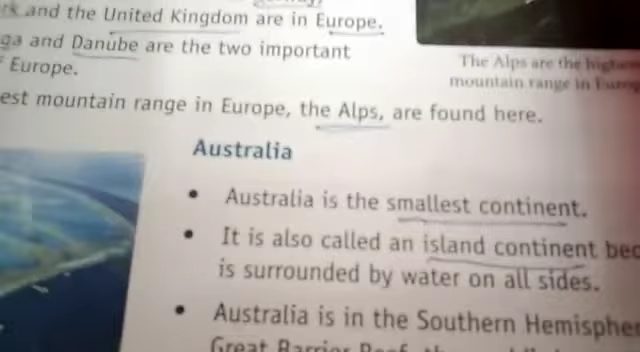 and the United Kingdom are in Europe.
and Danube are the two important
Europe.
The Alps are the highest
mountain range in Europ
est mountain range in Europe, the Alps, are found here.
Australia
• Australia is the smallest continent.
• It is also called an island continent bec
is surrounded by water on all sides.
• Australia is in the Southern Hemispher
Great Barrier Reef, the